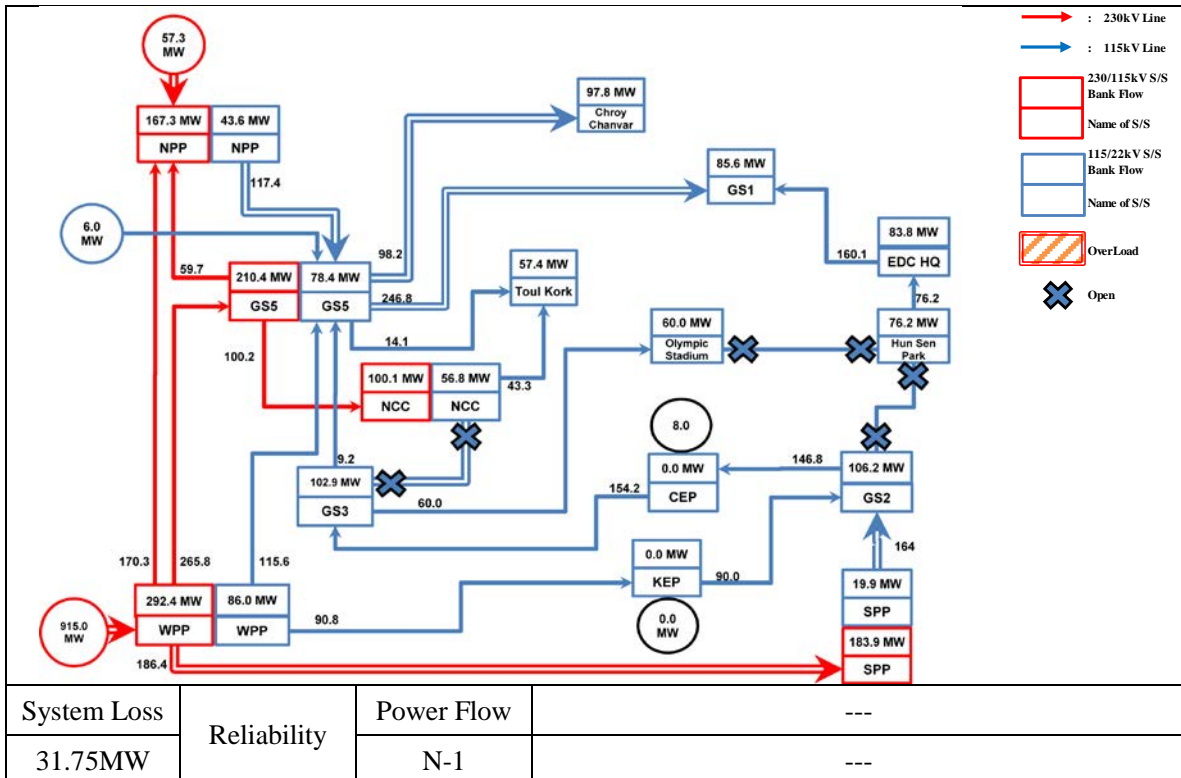 57.3
MW
167.3 MW
NPP
43.6 MW
NPP
117.4
6.0
MW
59.7
210.4 MW
GS5
78.4 MW
GS5
98.2
246.8
14.1
97.8 MW
Chroy
Chanvar
85.6 MW
GS1
160.1
83.8 MW
EDC HQ
76.2
57.4 MW
Toul Kork
60.0 MW
Olympic
Stadium
76.2 MW
Hun Sen
Park
100.2
100.1 MW
NCC
56.8 MW
NCC
43.3
9.2
102.9 MW
GS3
60.0
154.2
8.0
0.0 MW
CEP
146.8
106.2 MW
GS2
164
170.3
265.8
115.6
0.0 MW
KEP
90.0
0.0
MW
19.9 MW
SPP
183.9 MW
SPP
915.0
MW
292.4 MW
WPP
86.0 MW
WPP
90.8
186.4
: 230kV Line
: 115kV Line
230/115kV S/S
Bank Flow
Name of S/S
115/22kV S/S
Bank Flow
Name of S/S
OverLoad
Open
System Loss
Reliability
Power Flow
---
31.75MW
N-1
---